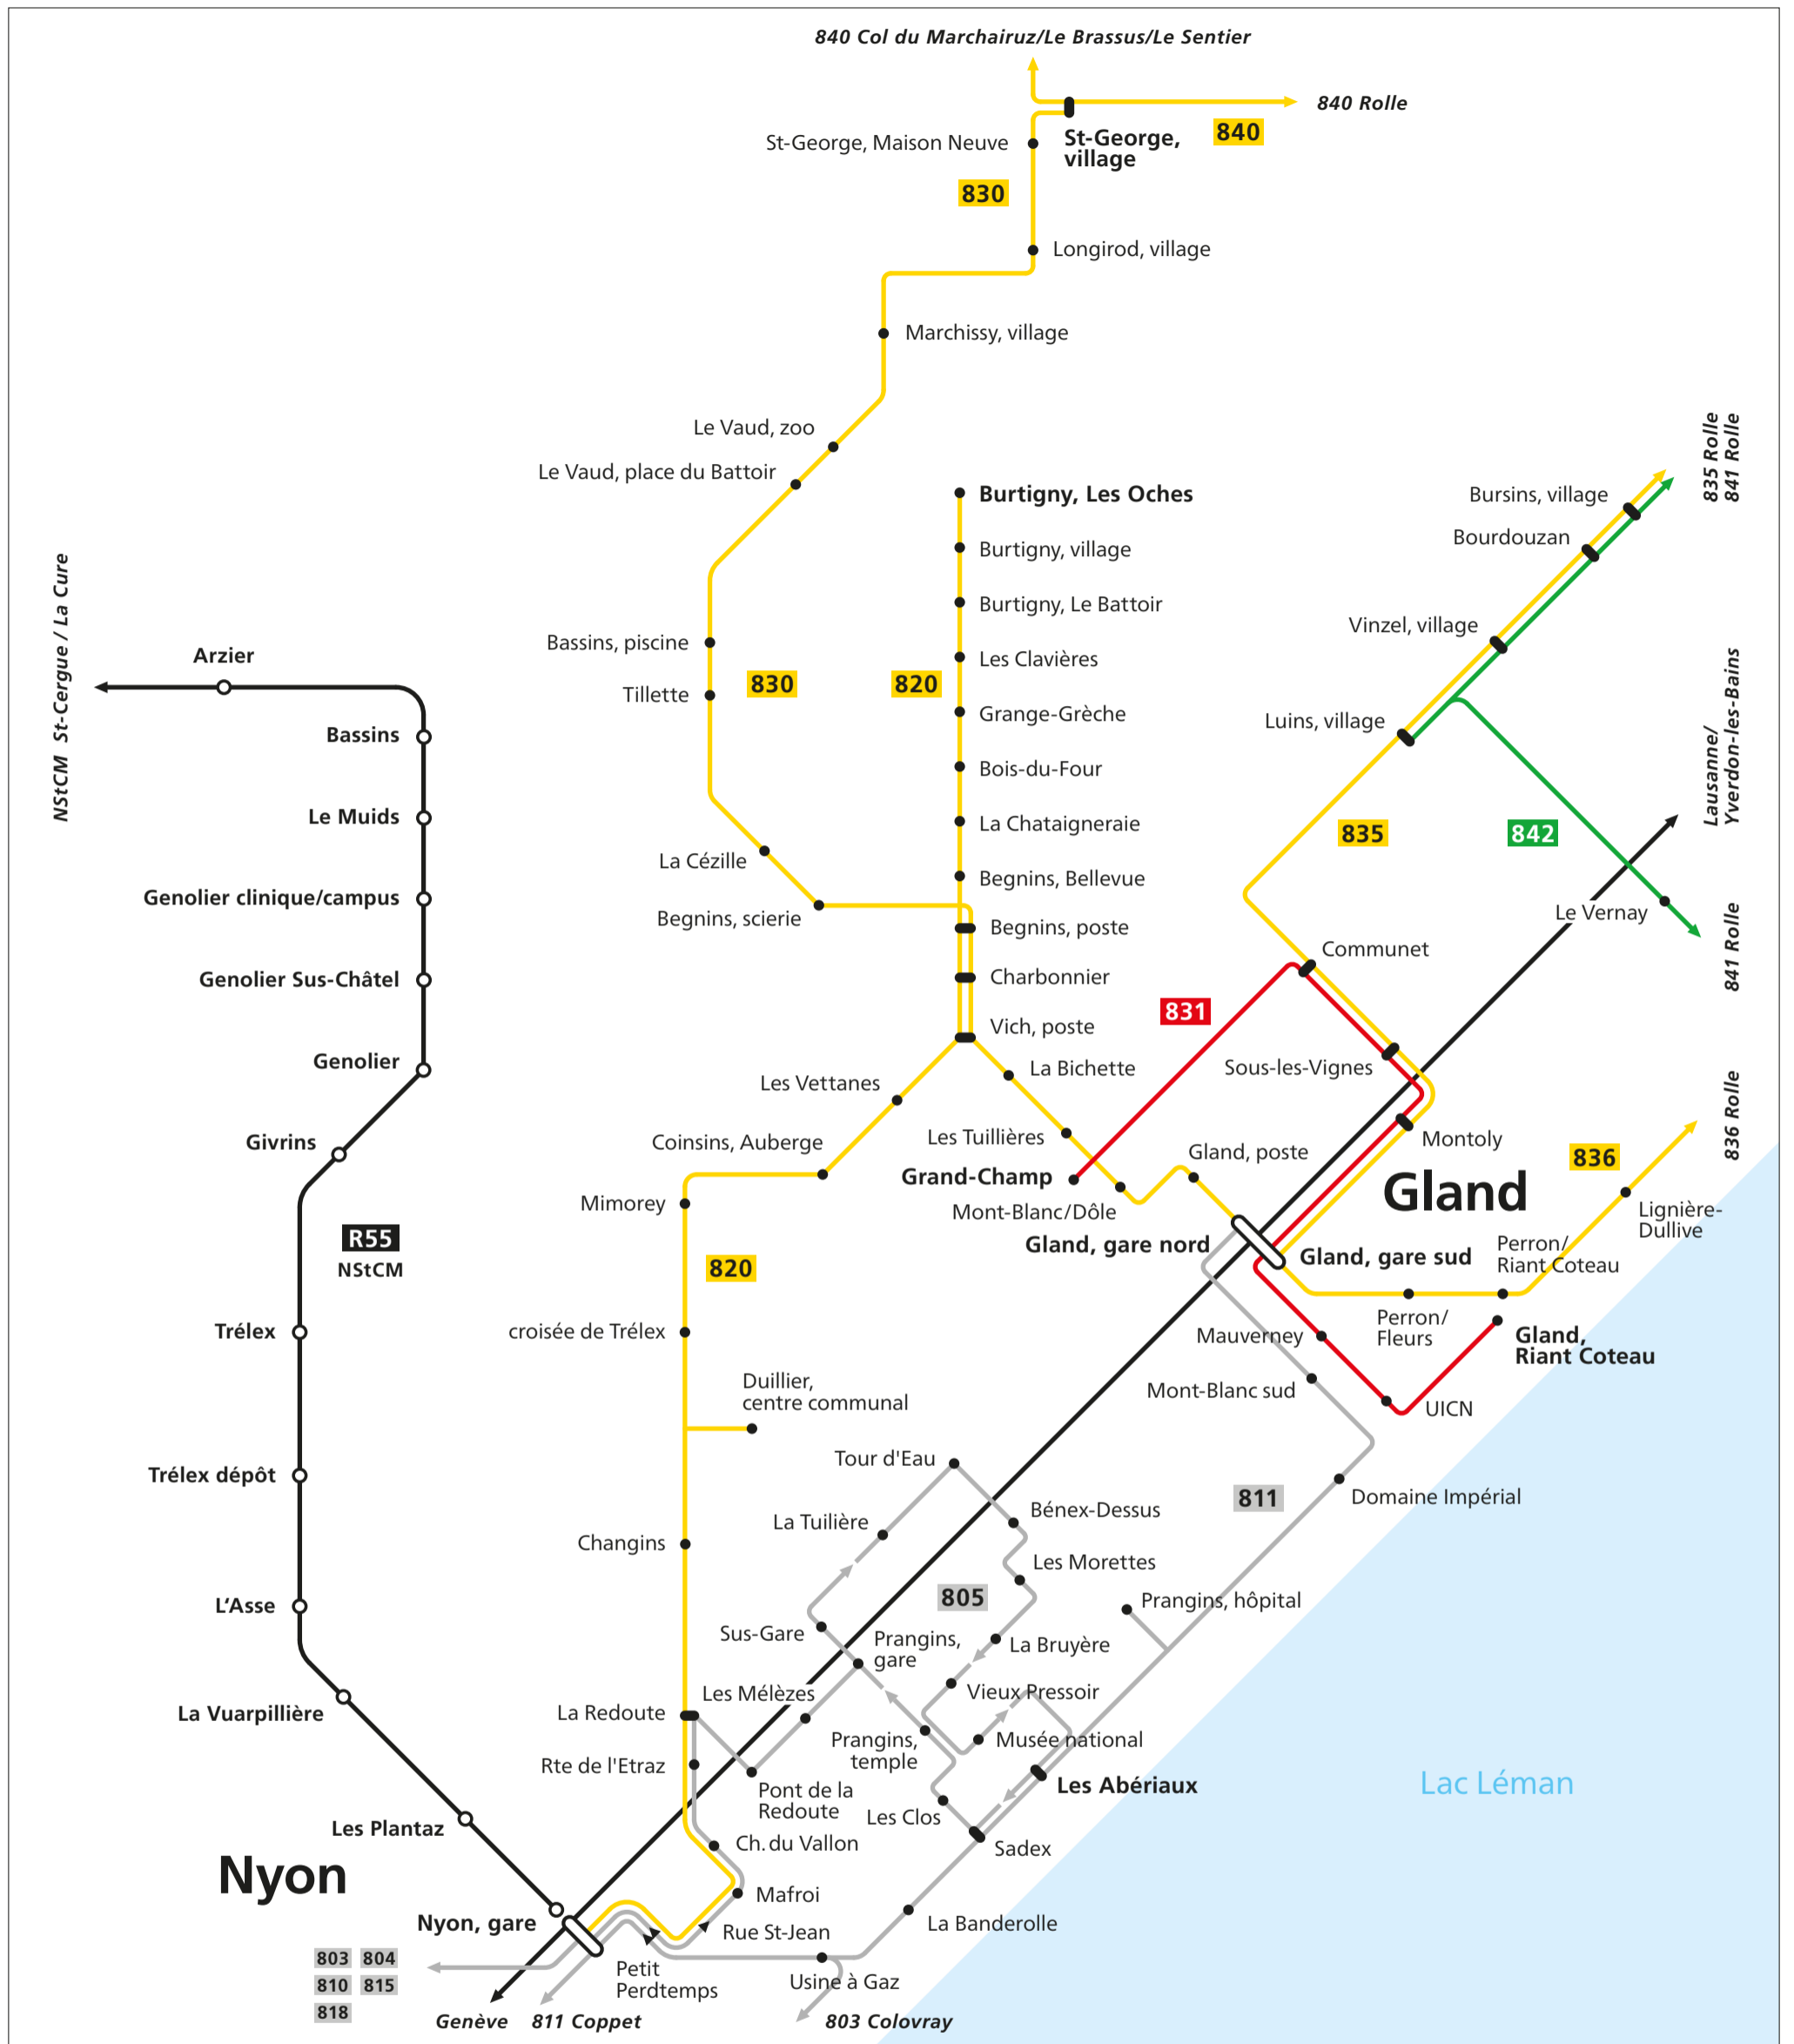 840 Col du Marchairuz/Le Brassus/Le Sentier
840 Rolle
840
St-George,
village
St-George, Maison Neuve
830
Longirod, village
Marchissy, village
Le Vaud, zoo
Le Vaud, place du Battoir
Burtigny, Les Oches
Burtigny, village
Burtigny, Le Battoir
Les Clavières
Grange-Grèche
Bois-du-Four
La Chataigneraie
Begnins, Bellevue
Begnins, poste
Charbonnier
Vich, poste
820
Bassins, piscine
830
Tillette
La Cézille
Begnins, scierie
835 Rolle
841 Rolle
Bursins, village
Bourdouzan
Vinzel, village
Luins, village
835
842
Lausanne/
Yverdon-les-Bains
Le Vernay
841 Rolle
Communet
831
Sous-les-Vignes
Montoly
836 Rolle
836
Gland
Lignière-
Dullive
Perron/
Riant Coteau
Perron/
Fleurs
Gland,
Riant Coteau
La Bichette
Les Tuillières
Grand-Champ
Gland, poste
Mont-Blanc/Dôle
Gland, gare nord
Gland, gare sud
Mauverney
Mont-Blanc sud
UICN
Domaine Impérial
811
NStCM St-Cergue / La Cure
Arzier
Bassins
Le Muids
Genolier clinique/campus
Genolier Sus-Châtel
Genolier
Givrins
R55
NStCM
Trélex
Trélex dépôt
L‘Asse
La Vuarpillière
Les Plantaz
Nyon
Nyon, gare
Les Vettanes
Coinsins, Auberge
Mimorey
820
croisée de Trélex
Duillier,
centre communal
Changins
La Redoute
Rte de l'Etraz
Tour d'Eau
La Tuilière
Bénex-Dessus
Les Morettes
805
Prangins, hôpital
Sus-Gare
Prangins,
gare
La Bruyère
Les Mélèzes
Vieux Pressoir
Prangins,
temple
Musée national
Les Abériaux
Pont de la
Redoute
Les Clos
Sadex
Ch. du Vallon
Mafroi
Rue St-Jean
La Banderolle
Petit
Perdtemps
Usine à Gaz
803 804
810 815
818
Genève
811 Coppet
803 Colovray
Lac Léman